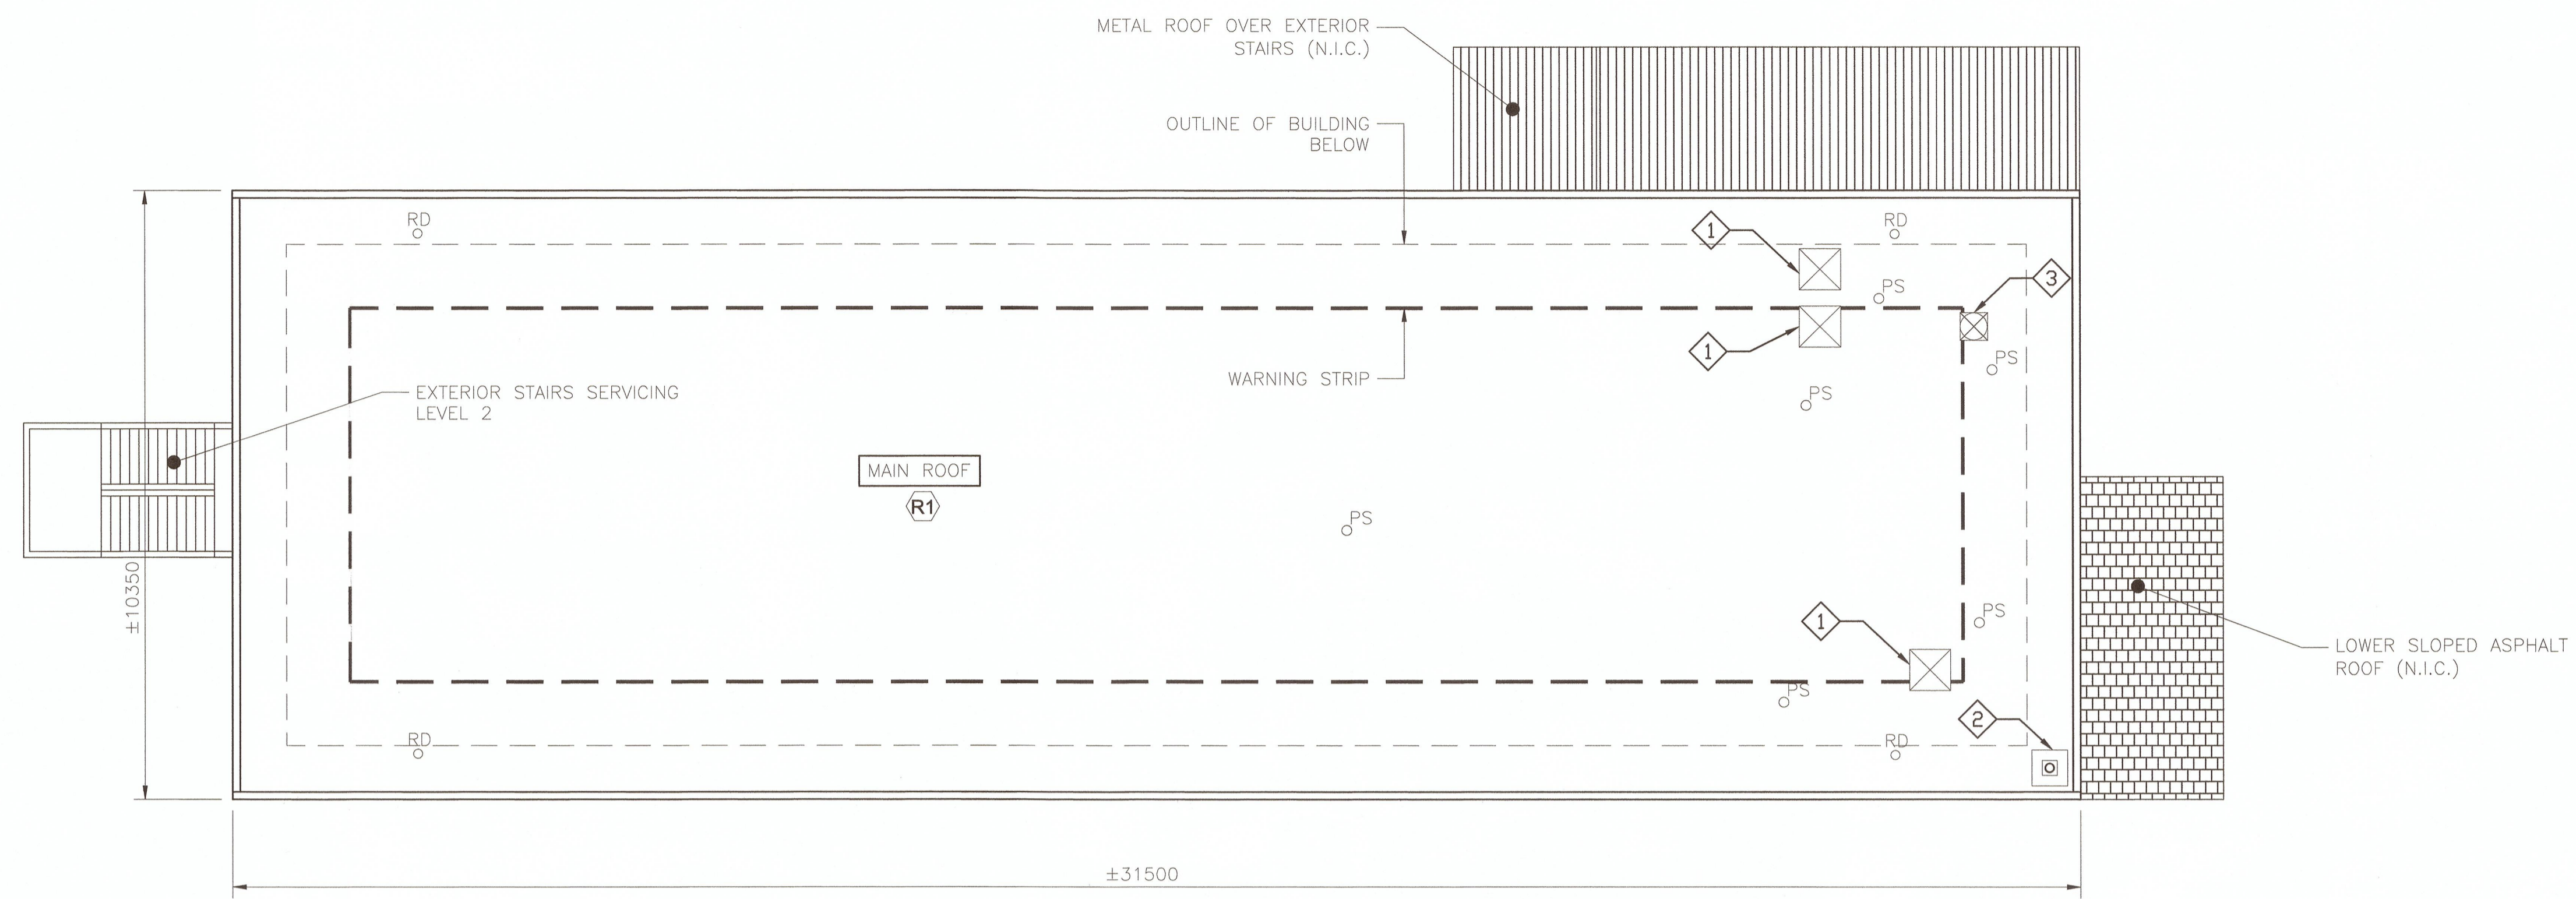 METAL ROOF OVER EXTERIOR
STAIRS (N.I.C.)
OUTLINE OF BUILDING
BELOW
RD
RD
1
3
PS
1
PS
WARNING STRIP
PS
EXTERIOR STAIRS SERVICING
LEVEL 2
MAIN ROOF
R1
PS
±10350
PS
1
LOWER SLOPED ASPHALT
ROOF (N.I.C.)
PS
2
RD
RD
±31500